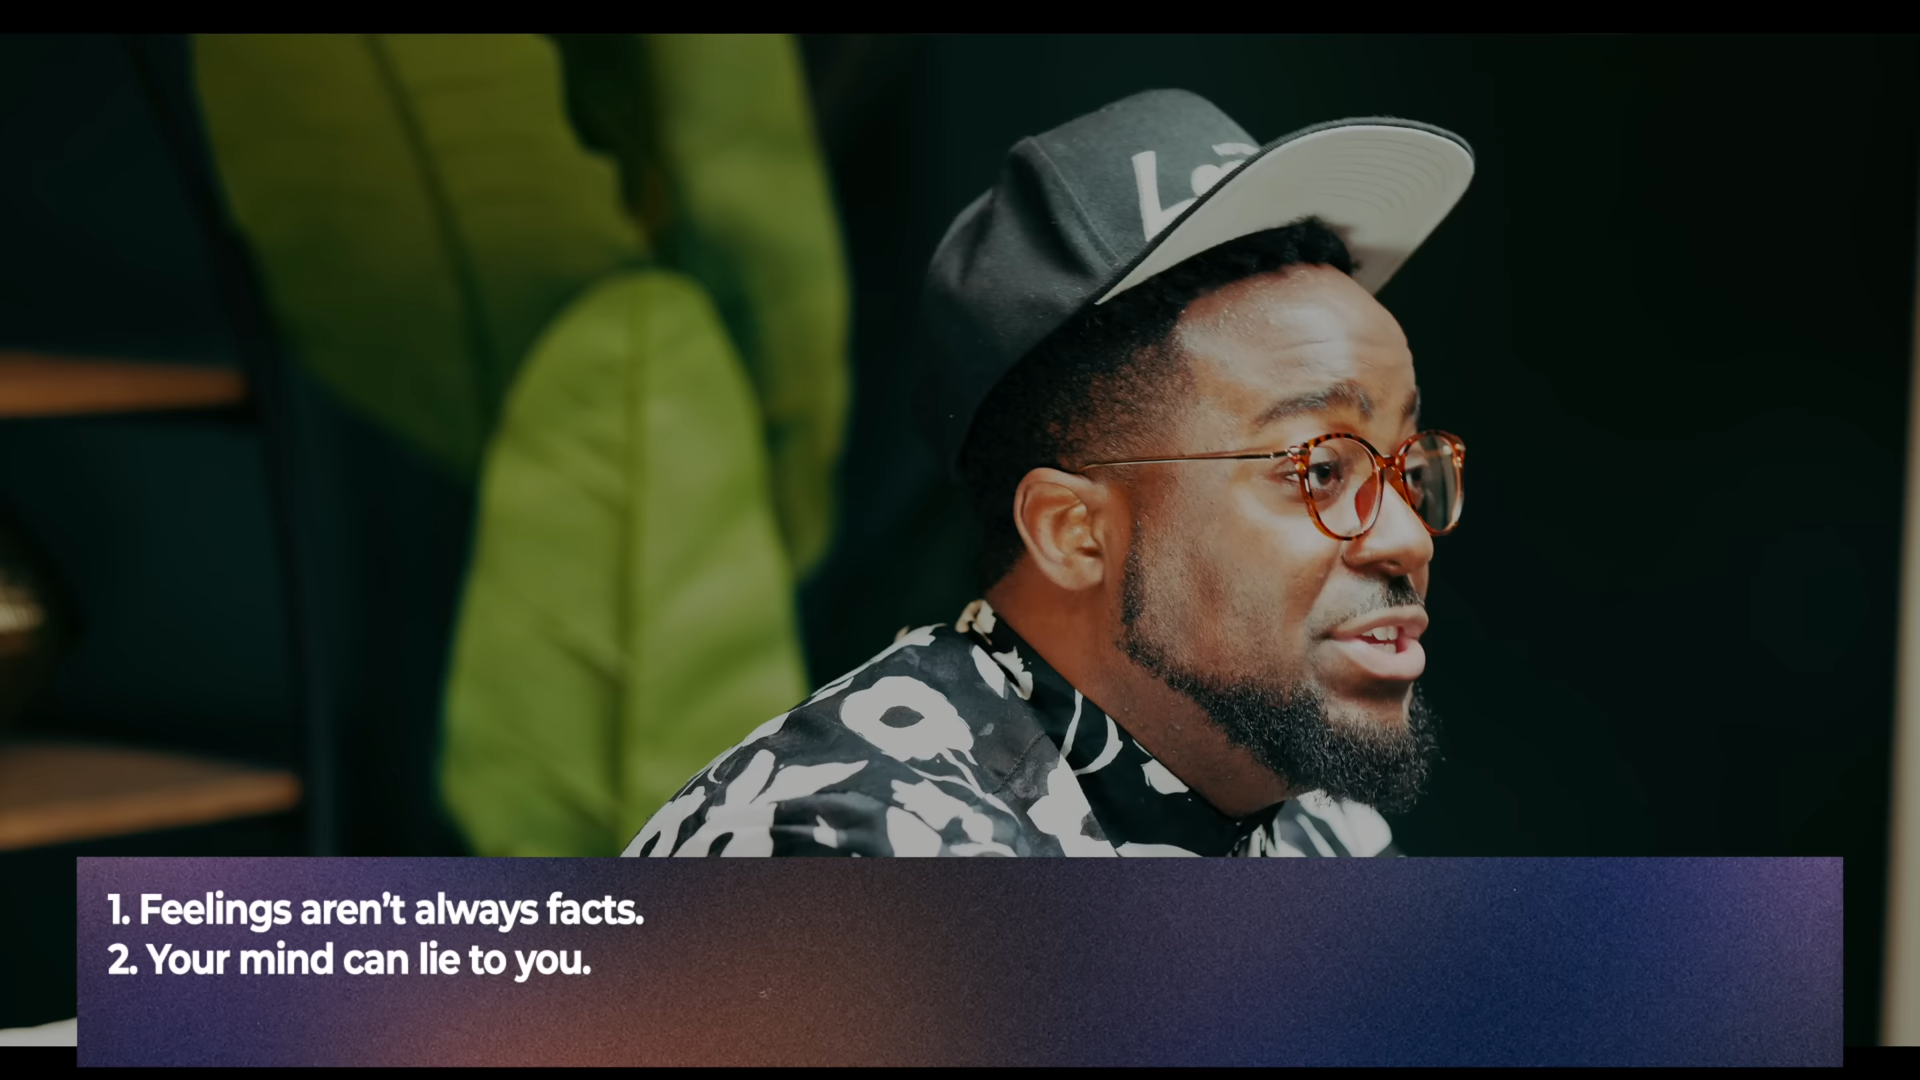 1. Feelings aren’t always facts.
2. Your mind can lie to you.